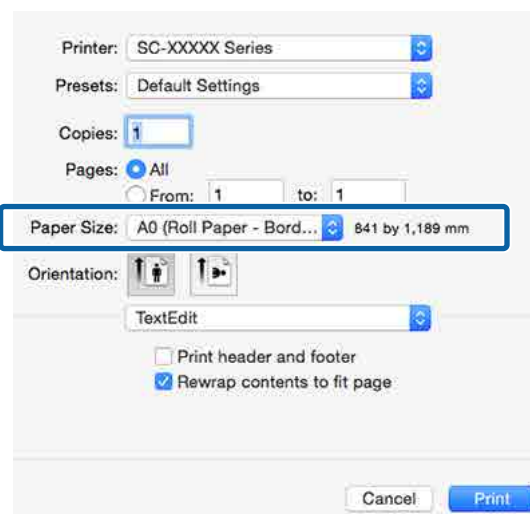 Printer: SC-XXXXX Series
Presets: Default Settings
Copies: 1
Pages: All
From: 1 to: 1
Paper Size: A0 (Roll Paper - Bord... 841 by 1,189 mm
Orientation:
TextEdit
Print header and footer
Rewrap contents to fit page
Cancel Print